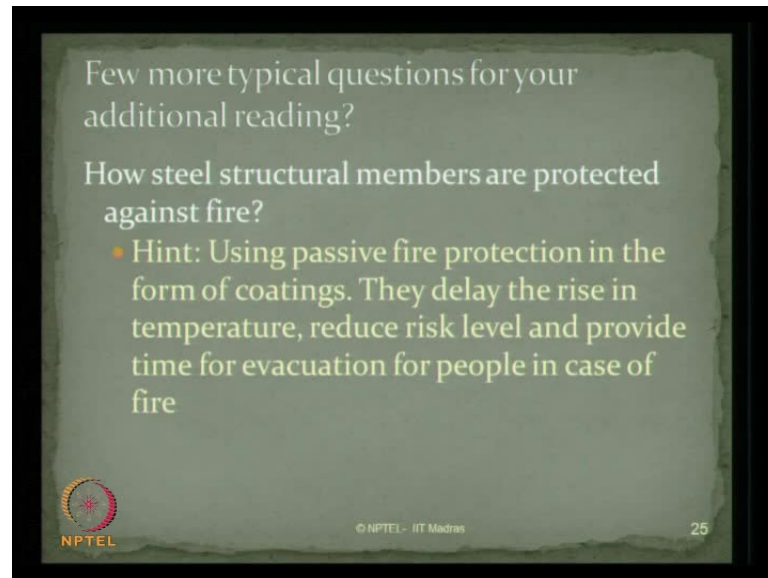 Few more typical questions for your
additional reading?
How steel structural members are protected
against fire?
• Hint: Using passive fire protection in the
form of coatings. They delay the rise in
temperature, reduce risk level and provide
time for evacuation for people in case of
fire
NPTEL
© NPTEL- IIT Madras
25